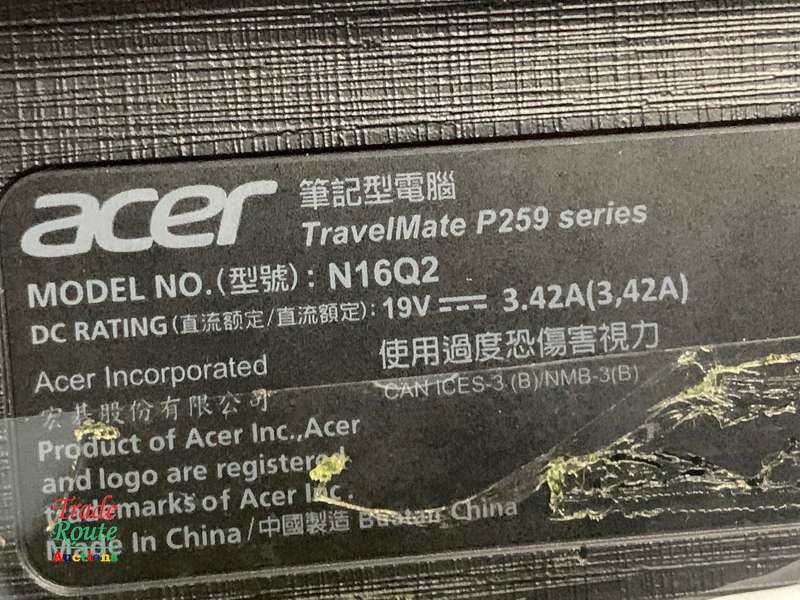 acer 筆記型電腦
TravelMate P259 series
MODEL NO.(型號): N16Q2
DC RATING(直流额定/直流額定): 19V 3.42A(3,42A)
Acer Incorporated 使用過度恐傷害視力
宏碁股份有限公司 CAN ICES-3 (B)/NMB-3(B)
Product of Acer Inc.,Acer
and logo are registered
trademarks of Acer Inc.
Made In China/中國製造 Buatan China
Trade
Route
Auctions